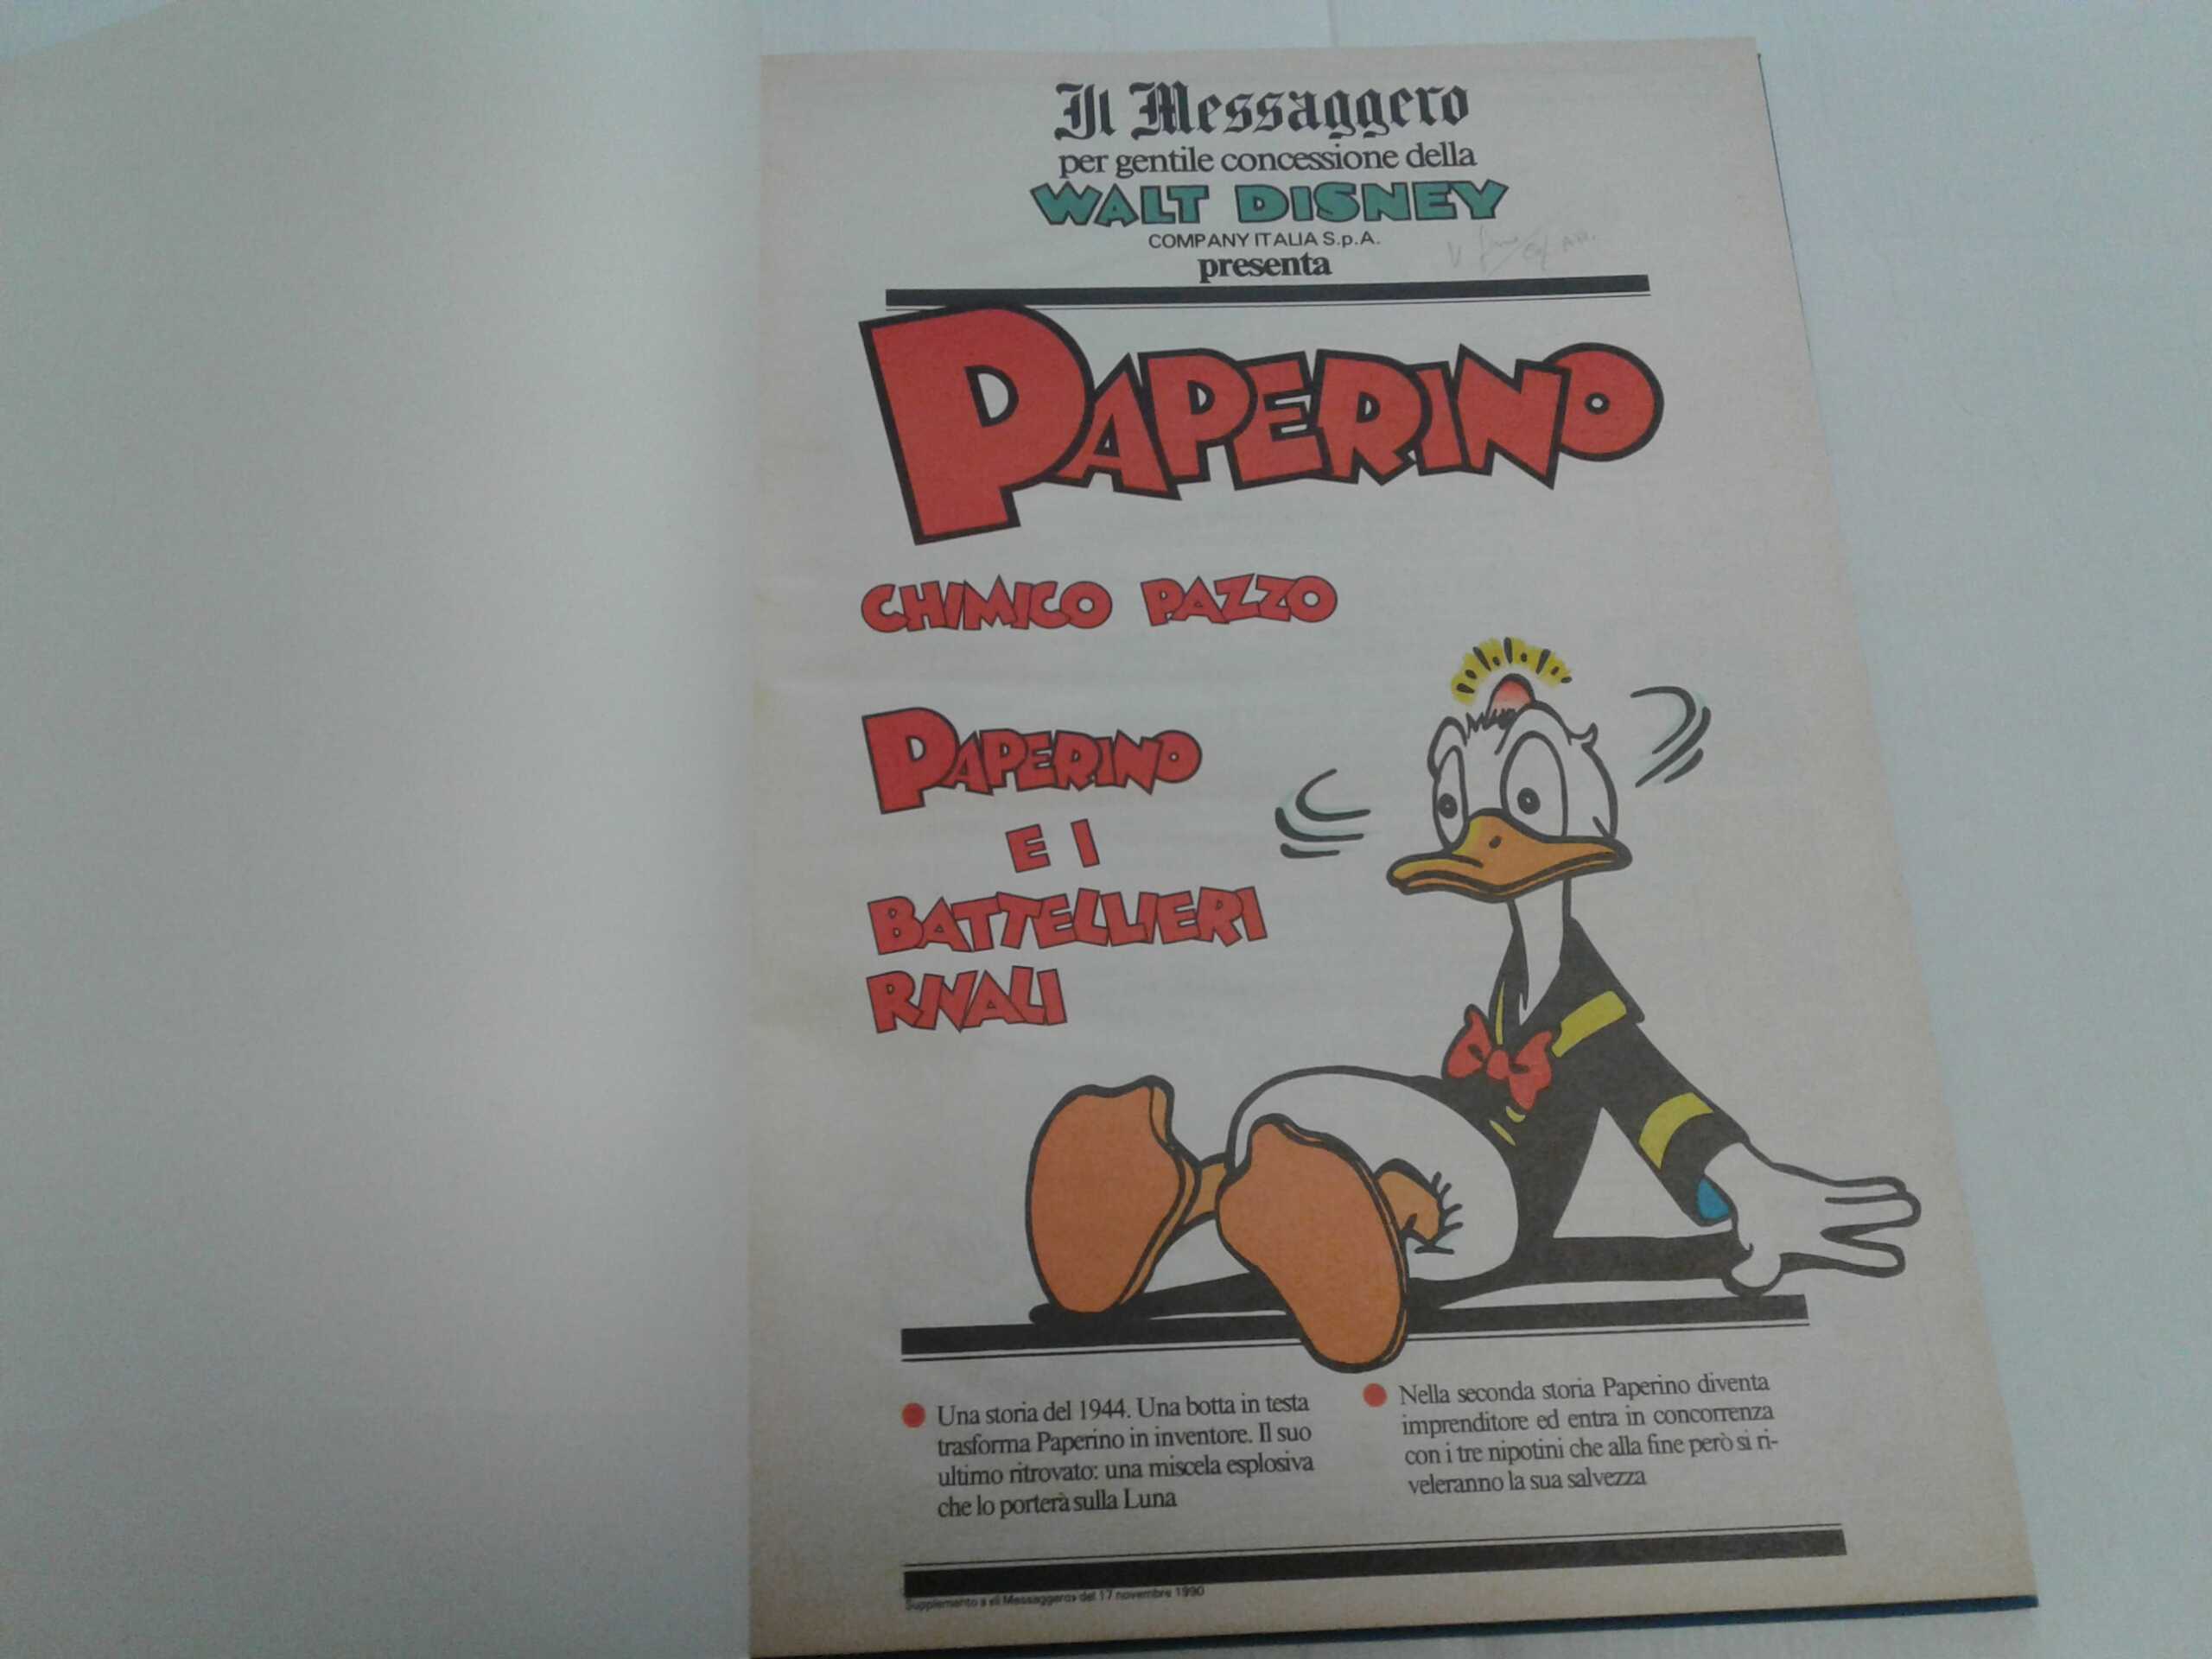 Il Messaggero
per gentile concessione della
WALT DISNEY
COMPANY ITALIA S.p.A.
presenta
PAPERINO
CHIMICO PAZZO
PAPERINO
E I
BATTELLIERI
RIVALI
Una storia del 1944. Una botta in testa
trasforma Paperino in inventore. Il suo
ultimo ritrovato: una miscela esplosiva
che lo porterà sulla Luna
Nella seconda storia Paperino diventa
imprenditore ed entra in concorrenza
con i tre nipotini che alla fine però si ri-
veleranno la sua salvezza
Supplemento a «Il Messaggero» del 17 novembre 1990